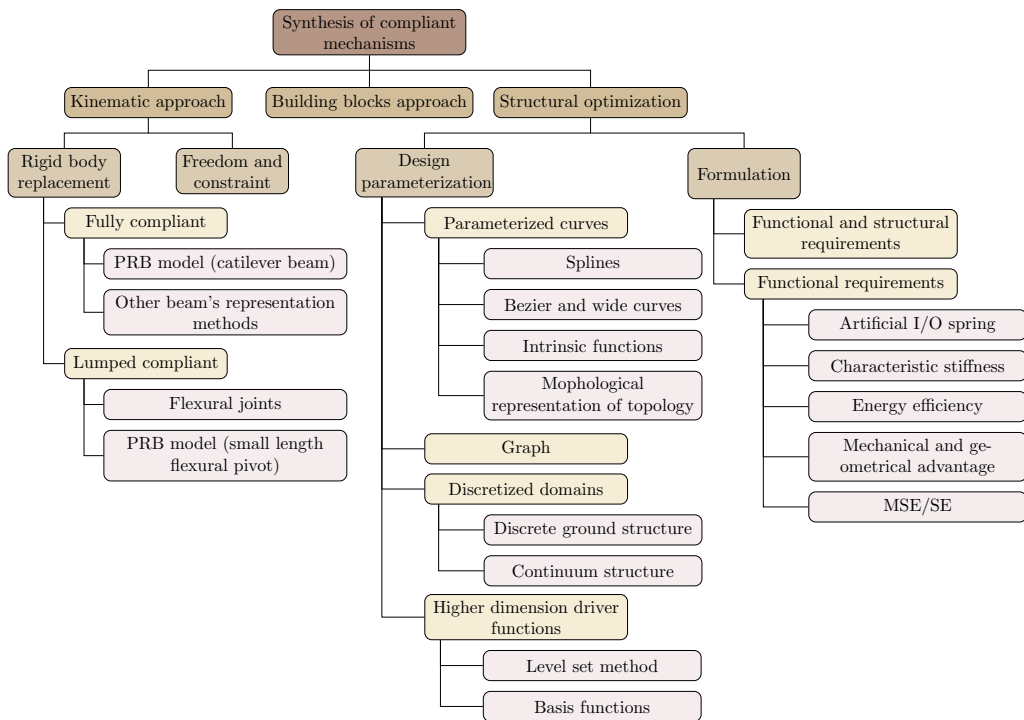 Synthesis of compliant
mechanisms
Kinematic approach
Building blocks approach
Structural optimization
Rigid body
replacement
Freedom and
constraint
Design
parameterization
Formulation
Fully compliant
PRB model (catilever beam)
Other beam's representation
methods
Lumped compliant
Flexural joints
PRB model (small length
flexural pivot)
Parameterized curves
Splines
Bezier and wide curves
Intrinsic functions
Mophological
representation of topology
Graph
Discretized domains
Discrete ground structure
Continuum structure
Higher dimension driver
functions
Level set method
Basis functions
Functional and structural
requirements
Functional requirements
Artificial I/O spring
Characteristic stiffness
Energy efficiency
Mechanical and ge-
ometrical advantage
MSE/SE